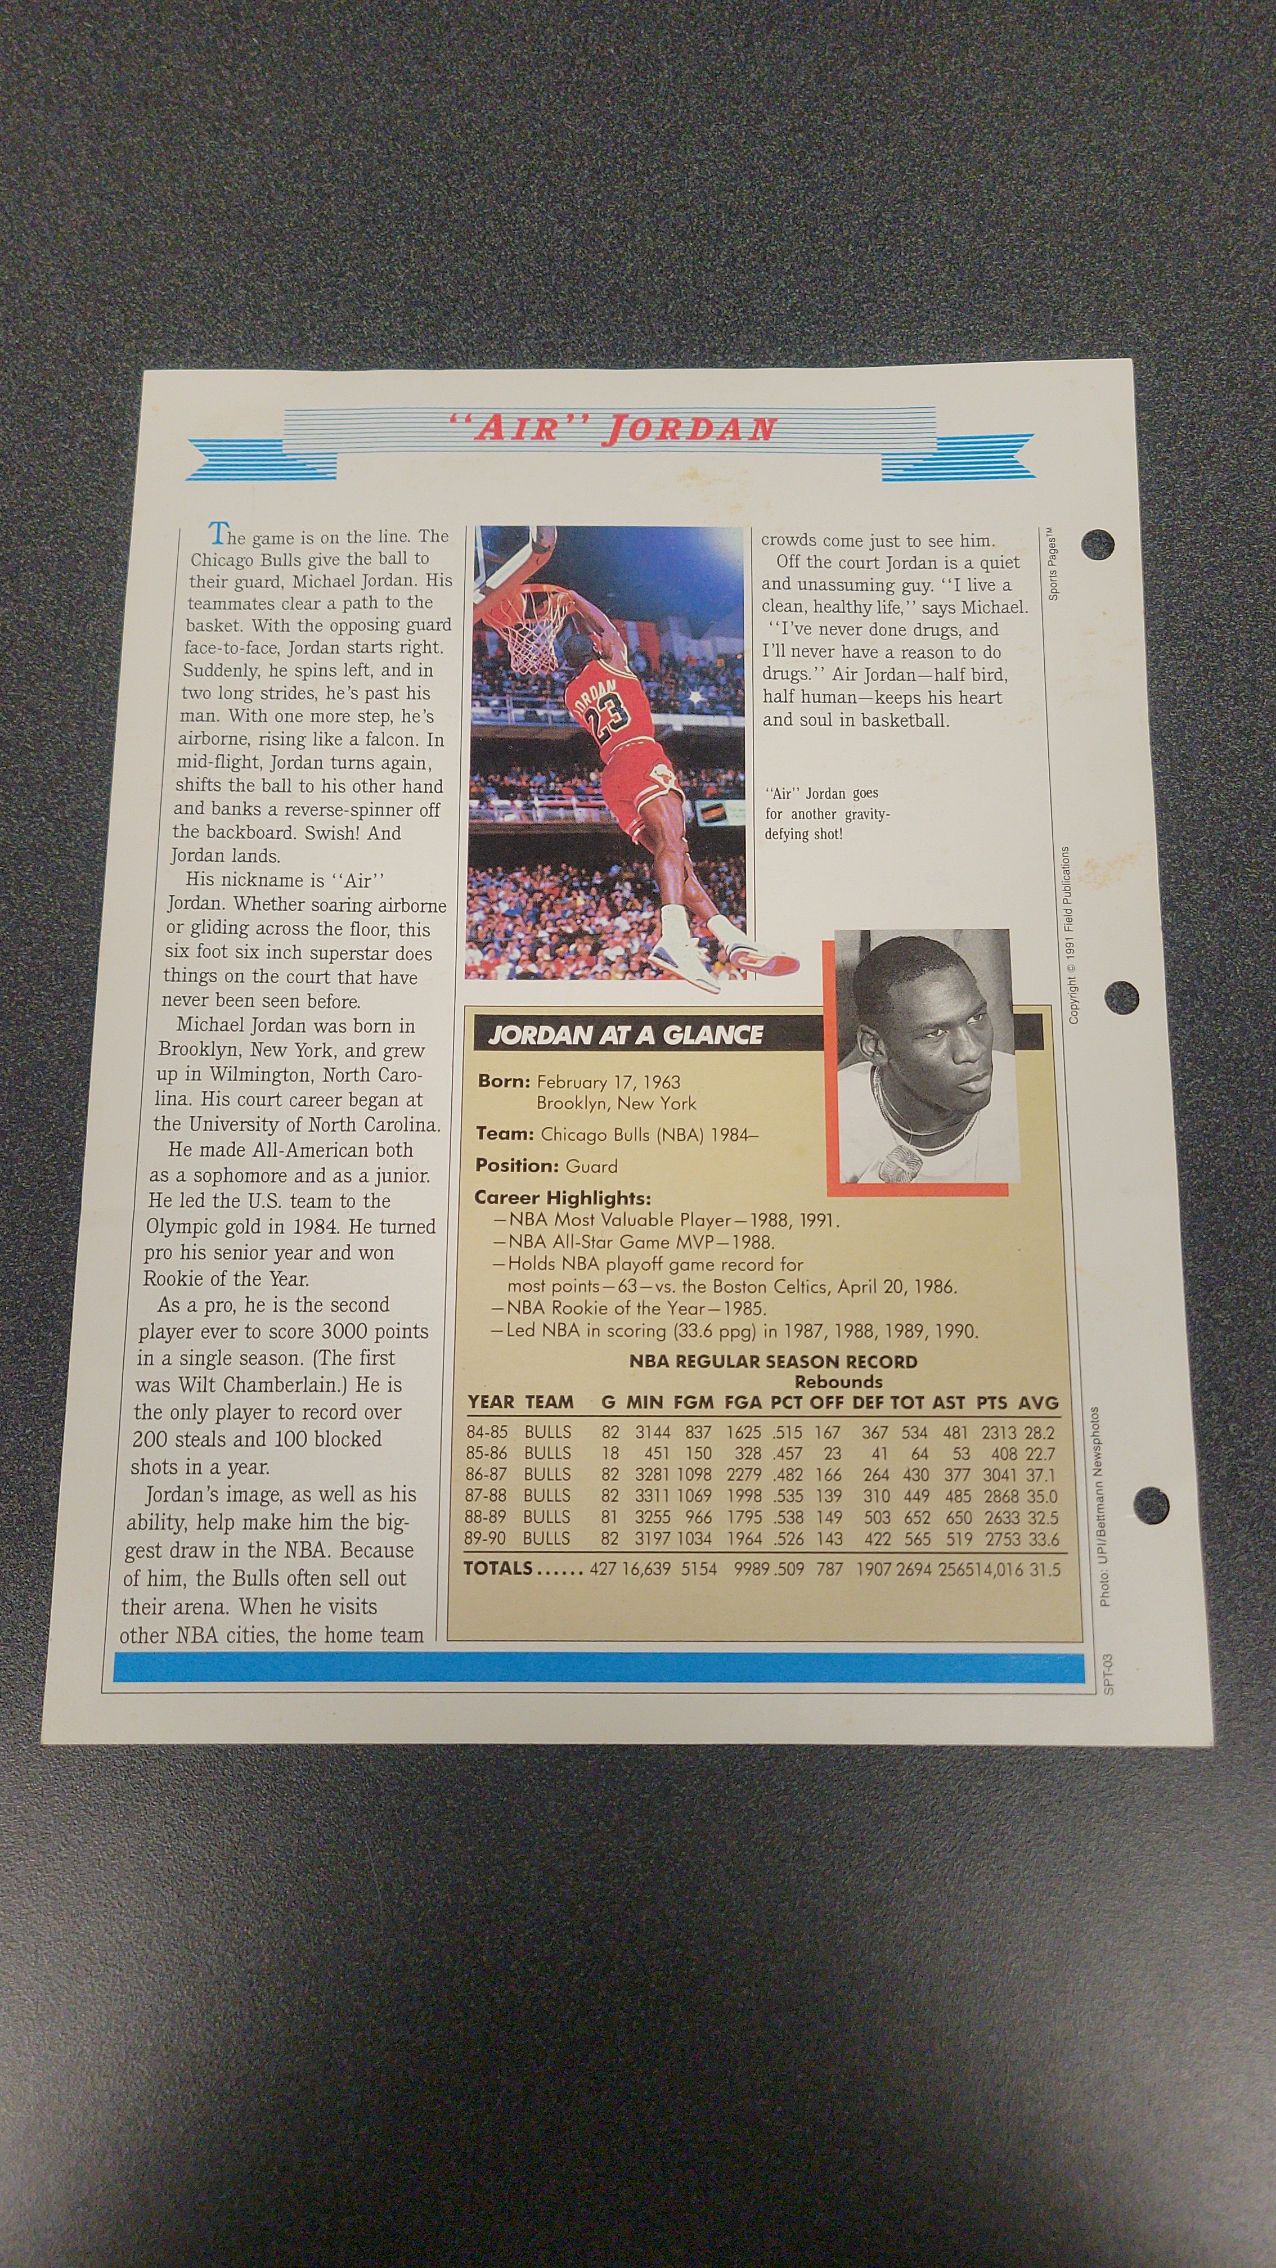 “AIR” JORDAN
The game is on the line. The
Chicago Bulls give the ball to
their guard, Michael Jordan. His
teammates clear a path to the
basket. With the opposing guard
face-to-face, Jordan starts right.
Suddenly, he spins left, and in
two long strides, he's past his
man. With one more step, he's
airborne, rising like a falcon. In
mid-flight, Jordan turns again,
shifts the ball to his other hand
and banks a reverse-spinner off
the backboard. Swish! And
Jordan lands.
His nickname is “Air”
Jordan. Whether soaring airborne
or gliding across the floor, this
six foot six inch superstar does
things on the court that have
never been seen before.
Michael Jordan was born in
Brooklyn, New York, and grew
up in Wilmington, North Caro-
lina. His court career began at
the University of North Carolina.
He made All-American both
as a sophomore and as a junior.
He led the U.S. team to the
Olympic gold in 1984. He turned
pro his senior year and won
Rookie of the Year.
As a pro, he is the second
player ever to score 3000 points
in a single season. (The first
was Wilt Chamberlain.) He is
the only player to record over
200 steals and 100 blocked
shots in a year.
Jordan's image, as well as his
ability, help make him the big-
gest draw in the NBA. Because
of him, the Bulls often sell out
their arena. When he visits
other NBA cities, the home team
crowds come just to see him.
Off the court Jordan is a quiet
and unassuming guy. “I live a
clean, healthy life,” says Michael.
“I've never done drugs, and
I'll never have a reason to do
drugs.” Air Jordan—half bird,
half human—keeps his heart
and soul in basketball.
JORDAN
23
“Air” Jordan goes
for another gravity-
defying shot!
JORDAN AT A GLANCE
Born: February 17, 1963
Brooklyn, New York
Team: Chicago Bulls (NBA) 1984–
Position: Guard
Career Highlights:
—NBA Most Valuable Player—1988, 1991.
—NBA All-Star Game MVP—1988.
—Holds NBA playoff game record for
most points—63—vs. the Boston Celtics, April 20, 1986.
—NBA Rookie of the Year—1985.
—Led NBA in scoring (33.6 ppg) in 1987, 1988, 1989, 1990.
NBA REGULAR SEASON RECORD
Rebounds
YEAR TEAM G MIN FGM FGA PCT OFF DEF TOT AST PTS AVG
84-85 BULLS 82 3144 837 1625 .515 167 367 534 481 2313 28.2
85-86 BULLS 18 451 150 328 .457 23 41 64 53 408 22.7
86-87 BULLS 82 3281 1098 2279 .482 166 264 430 377 3041 37.1
87-88 BULLS 82 3311 1069 1998 .535 139 310 449 485 2868 35.0
88-89 BULLS 81 3255 966 1795 .538 149 503 652 650 2633 32.5
89-90 BULLS 82 3197 1034 1964 .526 143 422 565 519 2753 33.6
TOTALS...... 427 16,639 5154 9989 .509 787 1907 2694 2565 14,016 31.5
Sports Pages™
Copyright © 1991 Field Publications
Photo: UPI/Bettmann Newsphotos
SPT-03